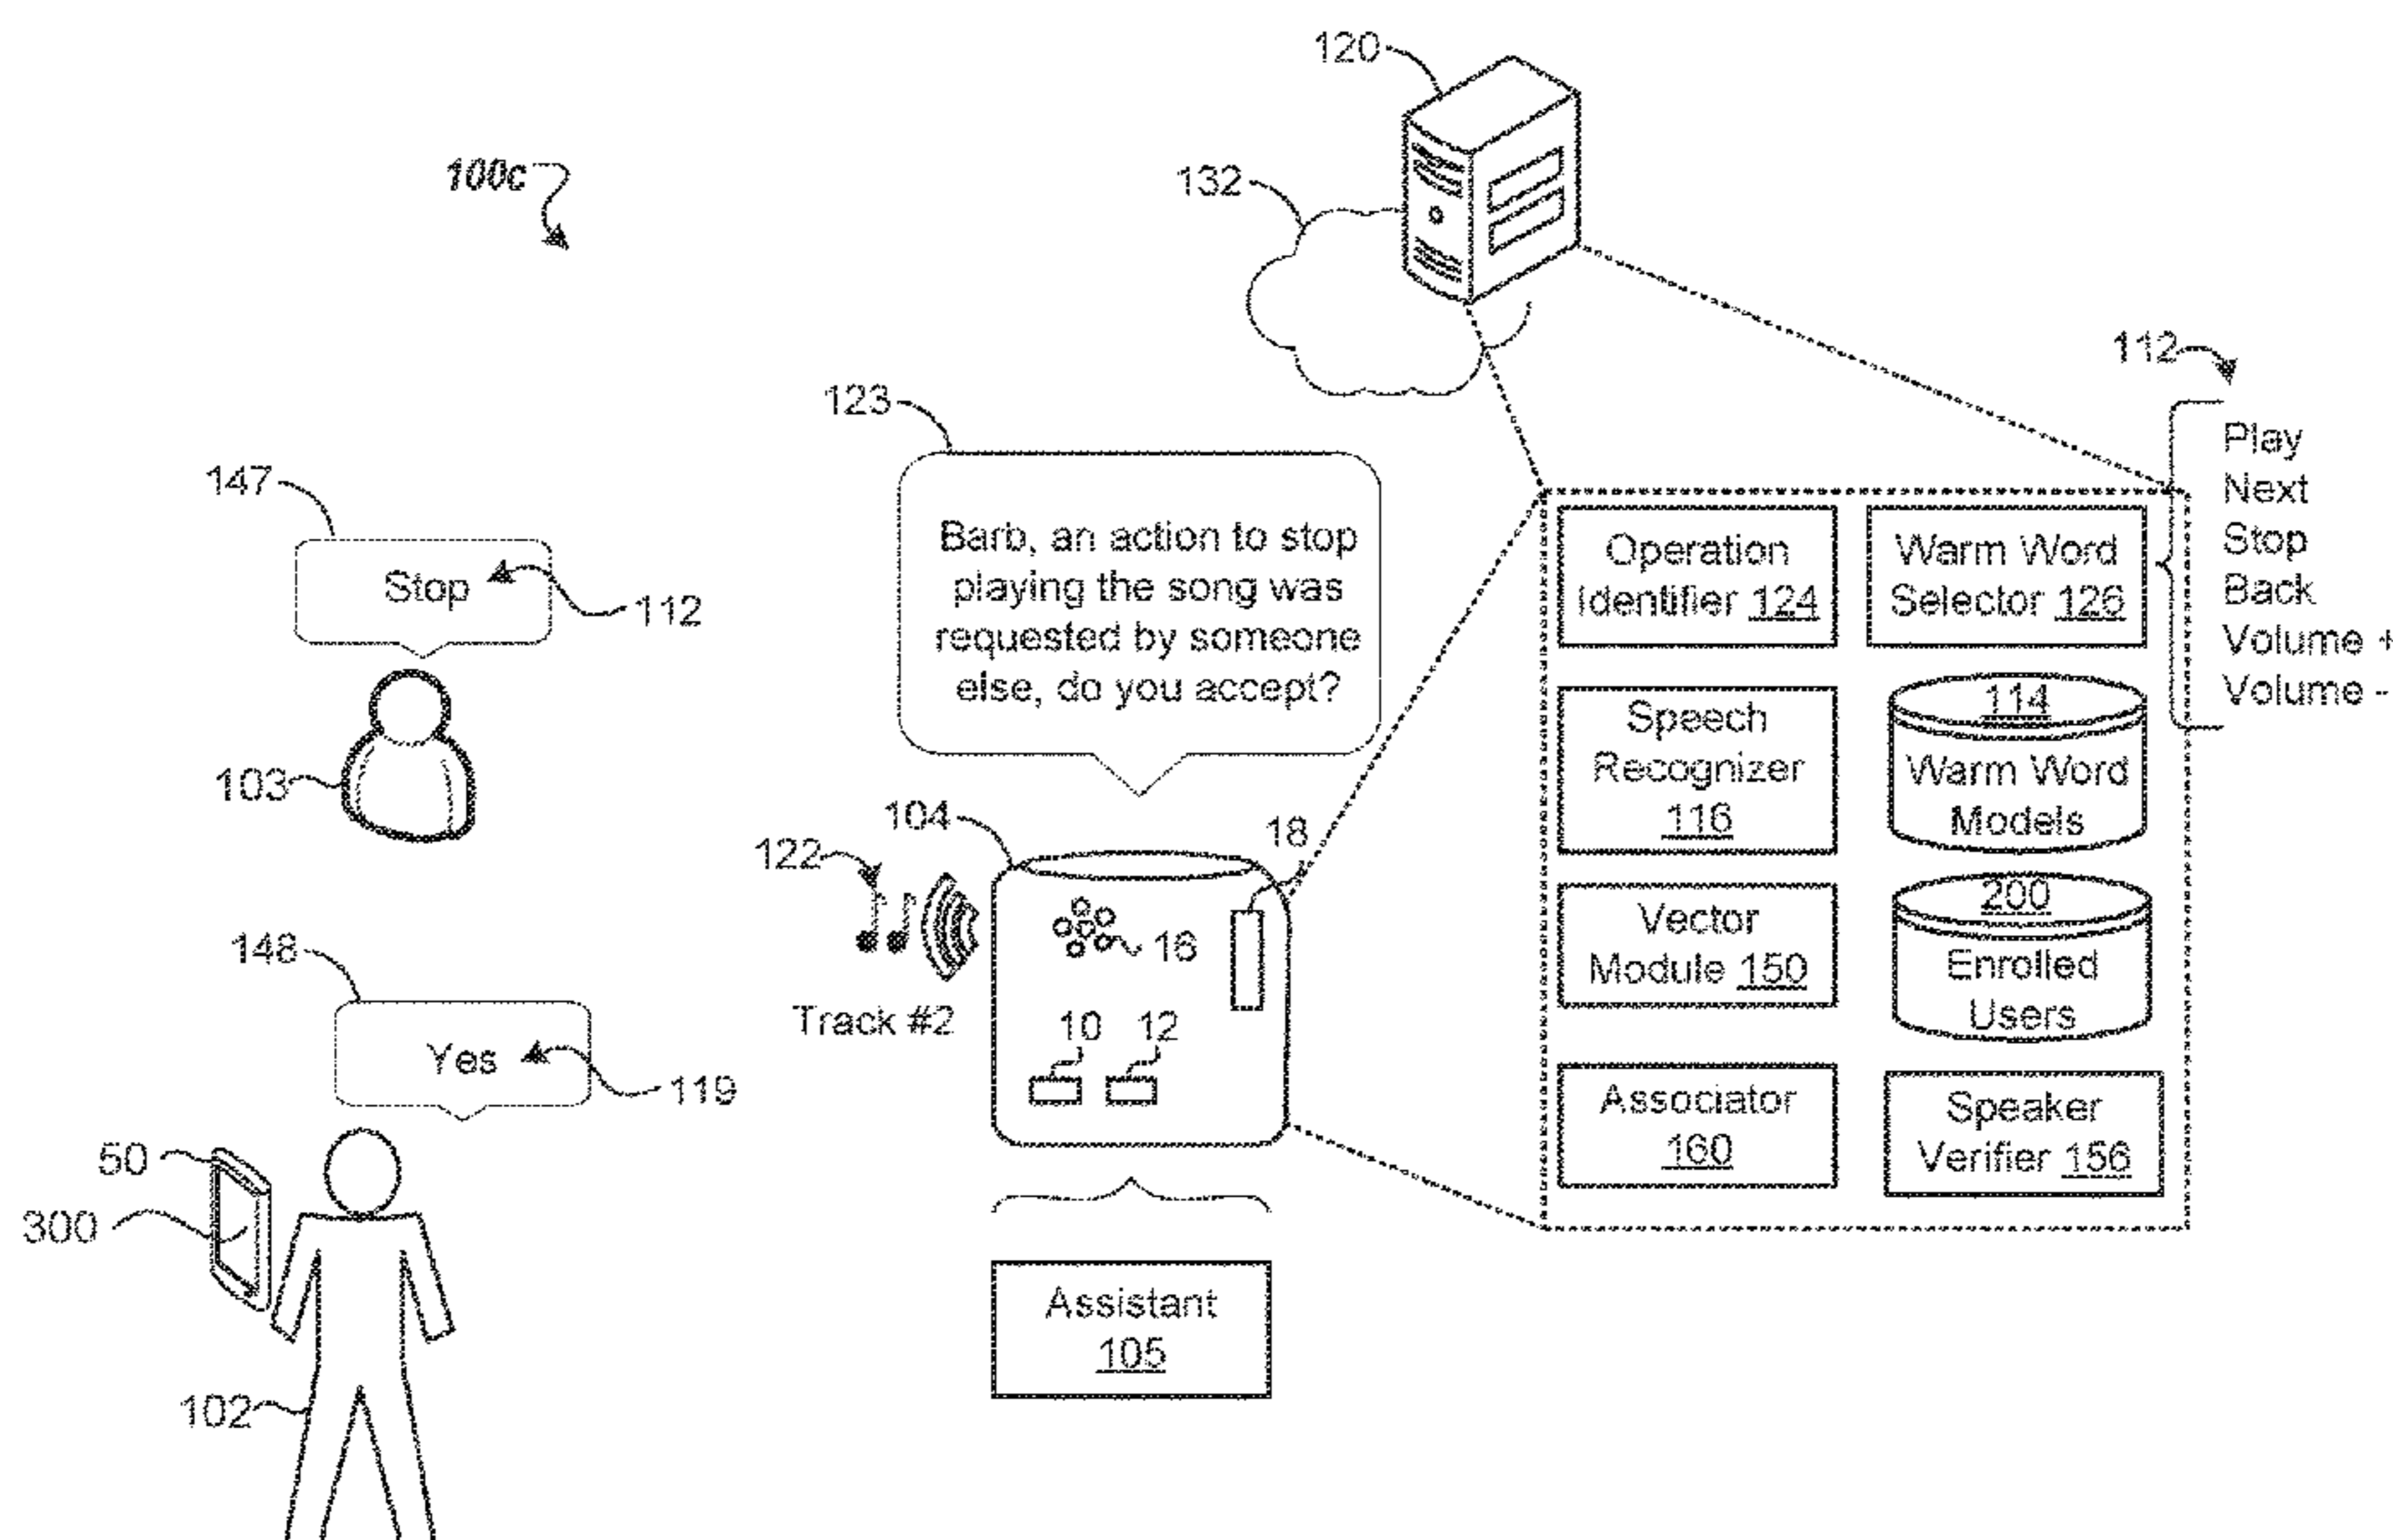 120
100c
132
112
123
Play
Next
Stop
Back
Volume +
Volume -
147
Stop
112
103
Barb, an action to stop
playing the song was
requested by someone
else, do you accept?
Operation
Identifier 124
Warm Word
Selector 126
Speech
Recognizer
116
114
Warm Word
Models
Vector
Module 150
200
Enrolled
Users
Associator
160
Speaker
Verifier 156
104
18
122
16
Track #2
10
12
148
Yes
119
50
300
102
Assistant
105